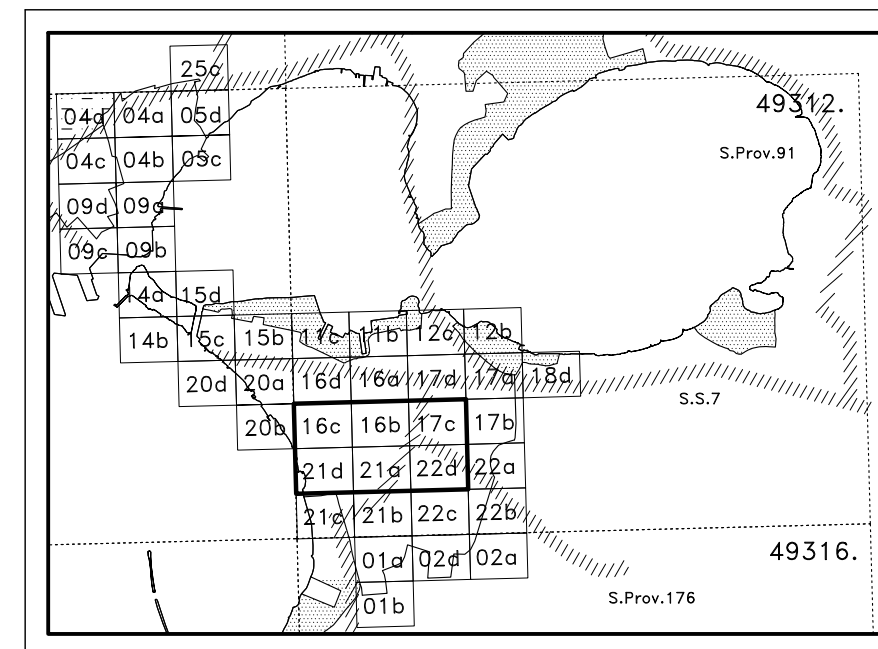 25c
49312.
04d 04a 05d
S.Prov.91
04c 04b 05c
09d 09a
09c 09b
14a 15d
14b 15c 15b 11c 11b 12c 12b
20d 20a 16d 16a 17d 17a 18d
S.S.7
20b 16c 16b 17c 17b
21d 21a 22d 22a
21c 21b 22c 22b
49316.
01a 02d 02a
01b
S.Prov.176